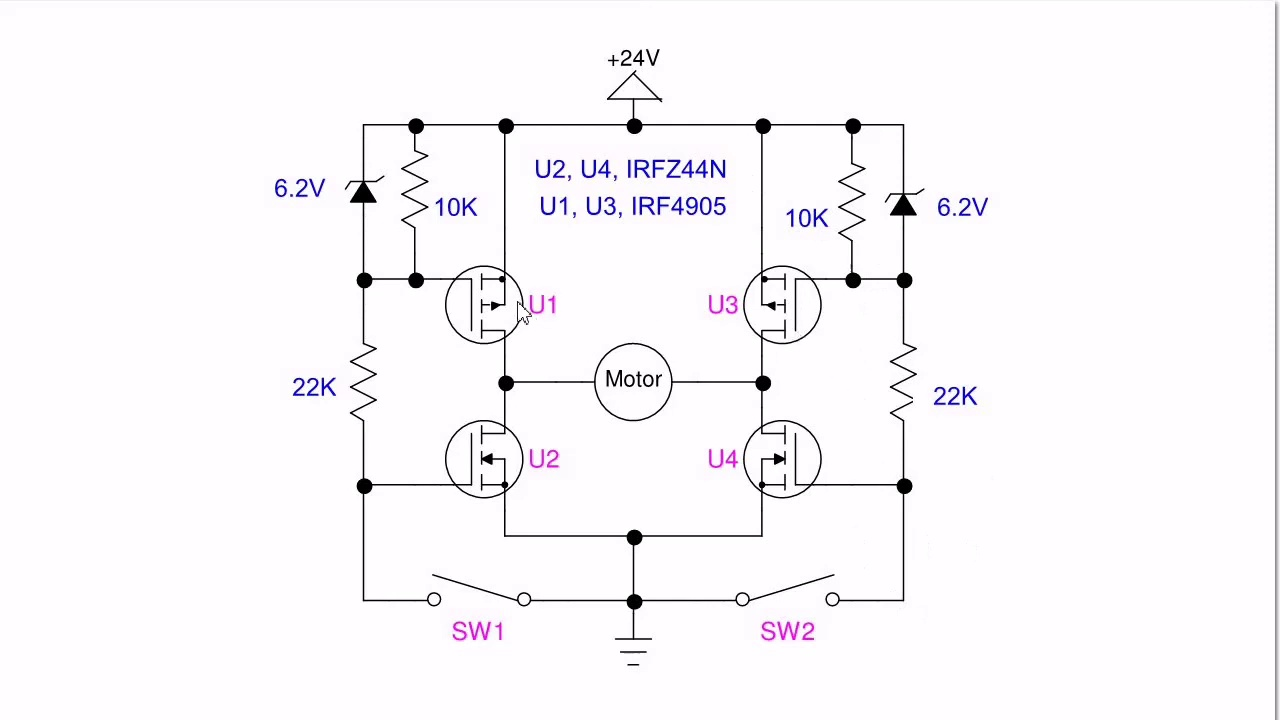 +24V
U2, U4, IRFZ44N
6.2V
U1, U3, IRF4905
10K
10K
6.2V
U1
U3
Motor
22K
22K
U2
U4
SW1
SW2